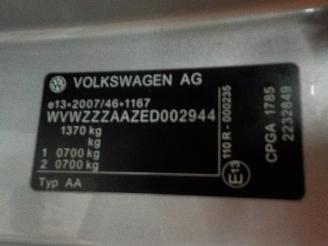 VOLKSWAGEN AG
e13*2007/46*1167
WVWZZZAAZED002944
1370 kg
kg
1 0700 kg
2 0700 kg
Typ AA
E13
110 R - 000235
CPGA 1785
2232849